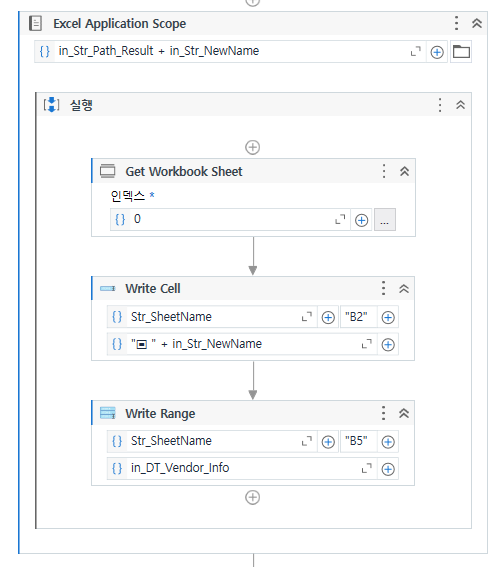 Excel Application Scope
{ } in_Str_Path_Result + in_Str_NewName
실행
Get Workbook Sheet
인덱스 *
{ } 0 ...
Write Cell
{ } Str_SheetName "B2"
{ } "▣ " + in_Str_NewName
Write Range
{ } Str_SheetName "B5"
{ } in_DT_Vendor_Info